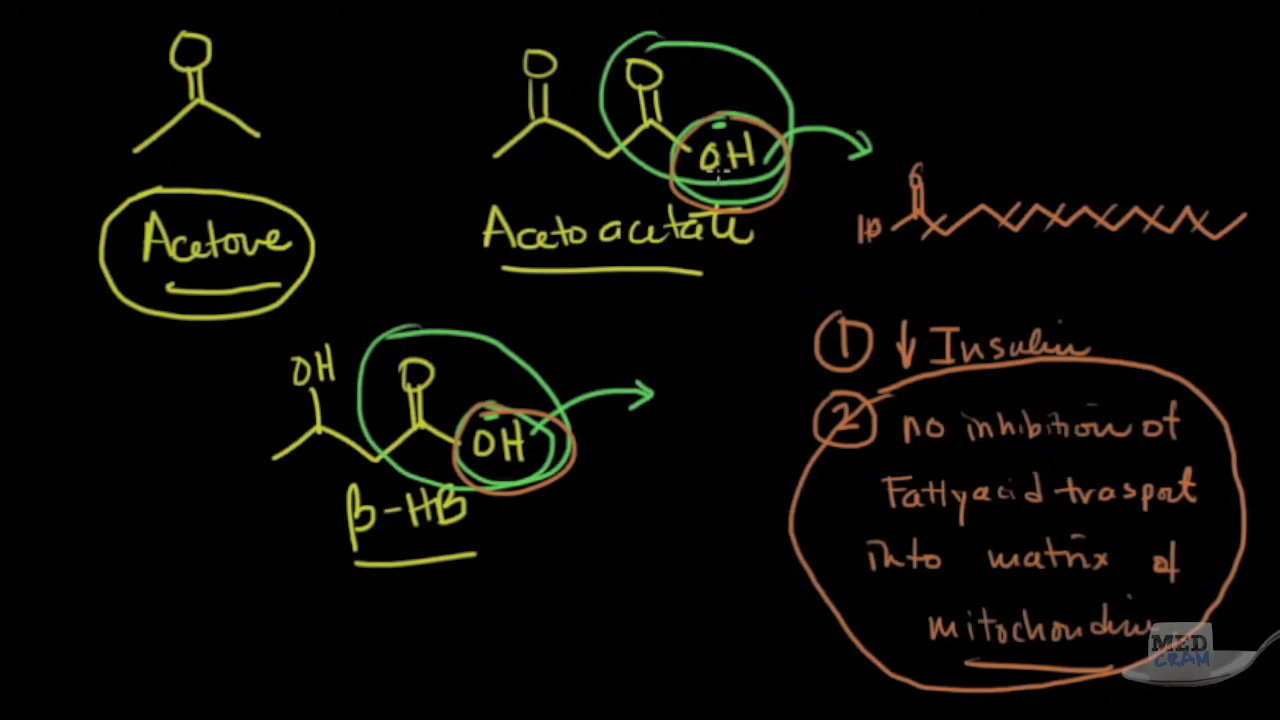 O
O
O
OH
HO
O
Acetone
Acetoacetate
① ↓ Insulin
OH
O
OH
② no inhibition of
Fatty acid trasport
into matrix of
mitochondria
β-HB
MED
CRAM